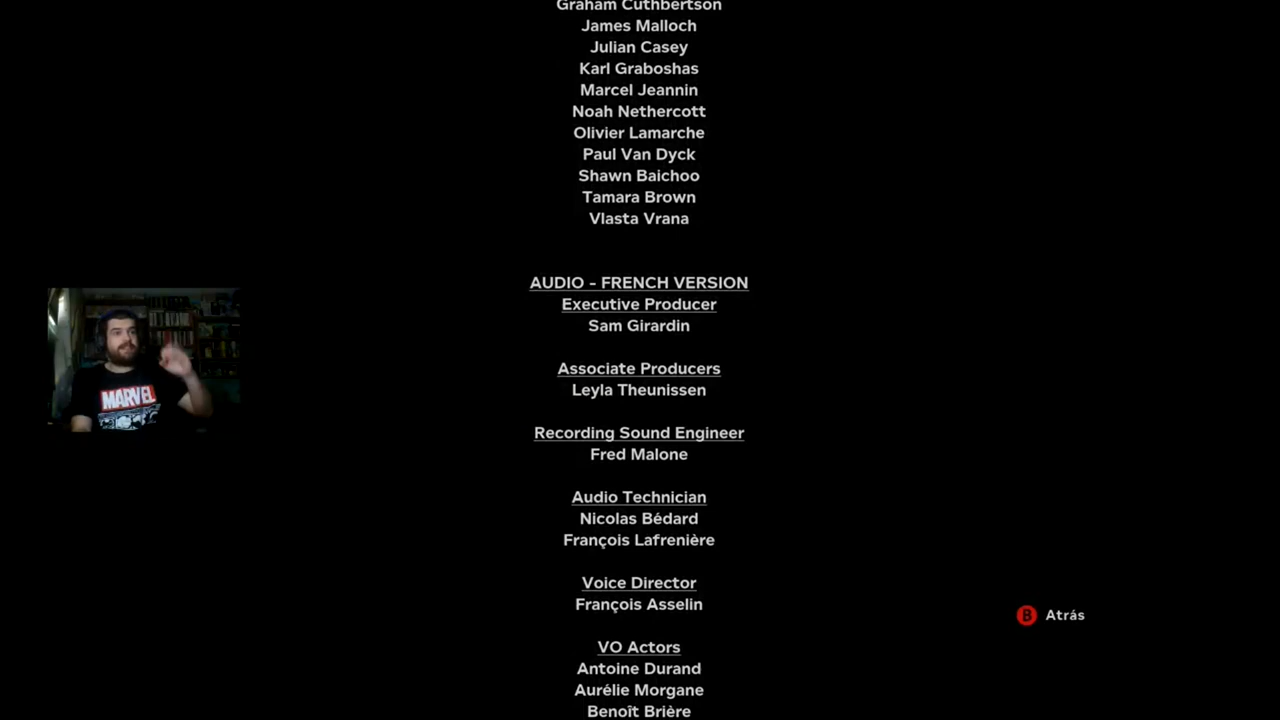 Graham Cuthbertson
James Malloch
Julian Casey
Karl Graboshas
Marcel Jeannin
Noah Nethercott
Olivier Lamarche
Paul Van Dyck
Shawn Baichoo
Tamara Brown
Vlasta Vrana
AUDIO - FRENCH VERSION
Executive Producer
Sam Girardin
Associate Producers
Leyla Theunissen
Recording Sound Engineer
Fred Malone
Audio Technician
Nicolas Bédard
François Lafrenière
Voice Director
François Asselin
VO Actors
Antoine Durand
Aurélie Morgane
Benoît Brière
MARVEL
B Atrás